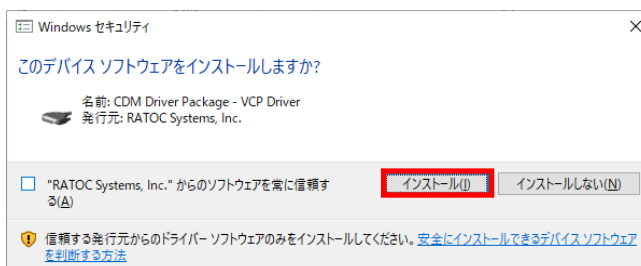 Windows セキュリティ
このデバイス ソフトウェアをインストールしますか?
名前: CDM Driver Package - VCP Driver
発行元: RATOC Systems, Inc.
"RATOC Systems, Inc." からのソフトウェアを常に信頼す
る(A)
インストール(I)
インストールしない(N)
信頼する発行元からのドライバー ソフトウェアのみをインストールしてください。安全にインストールできるデバイス ソフトウェア
を判断する方法